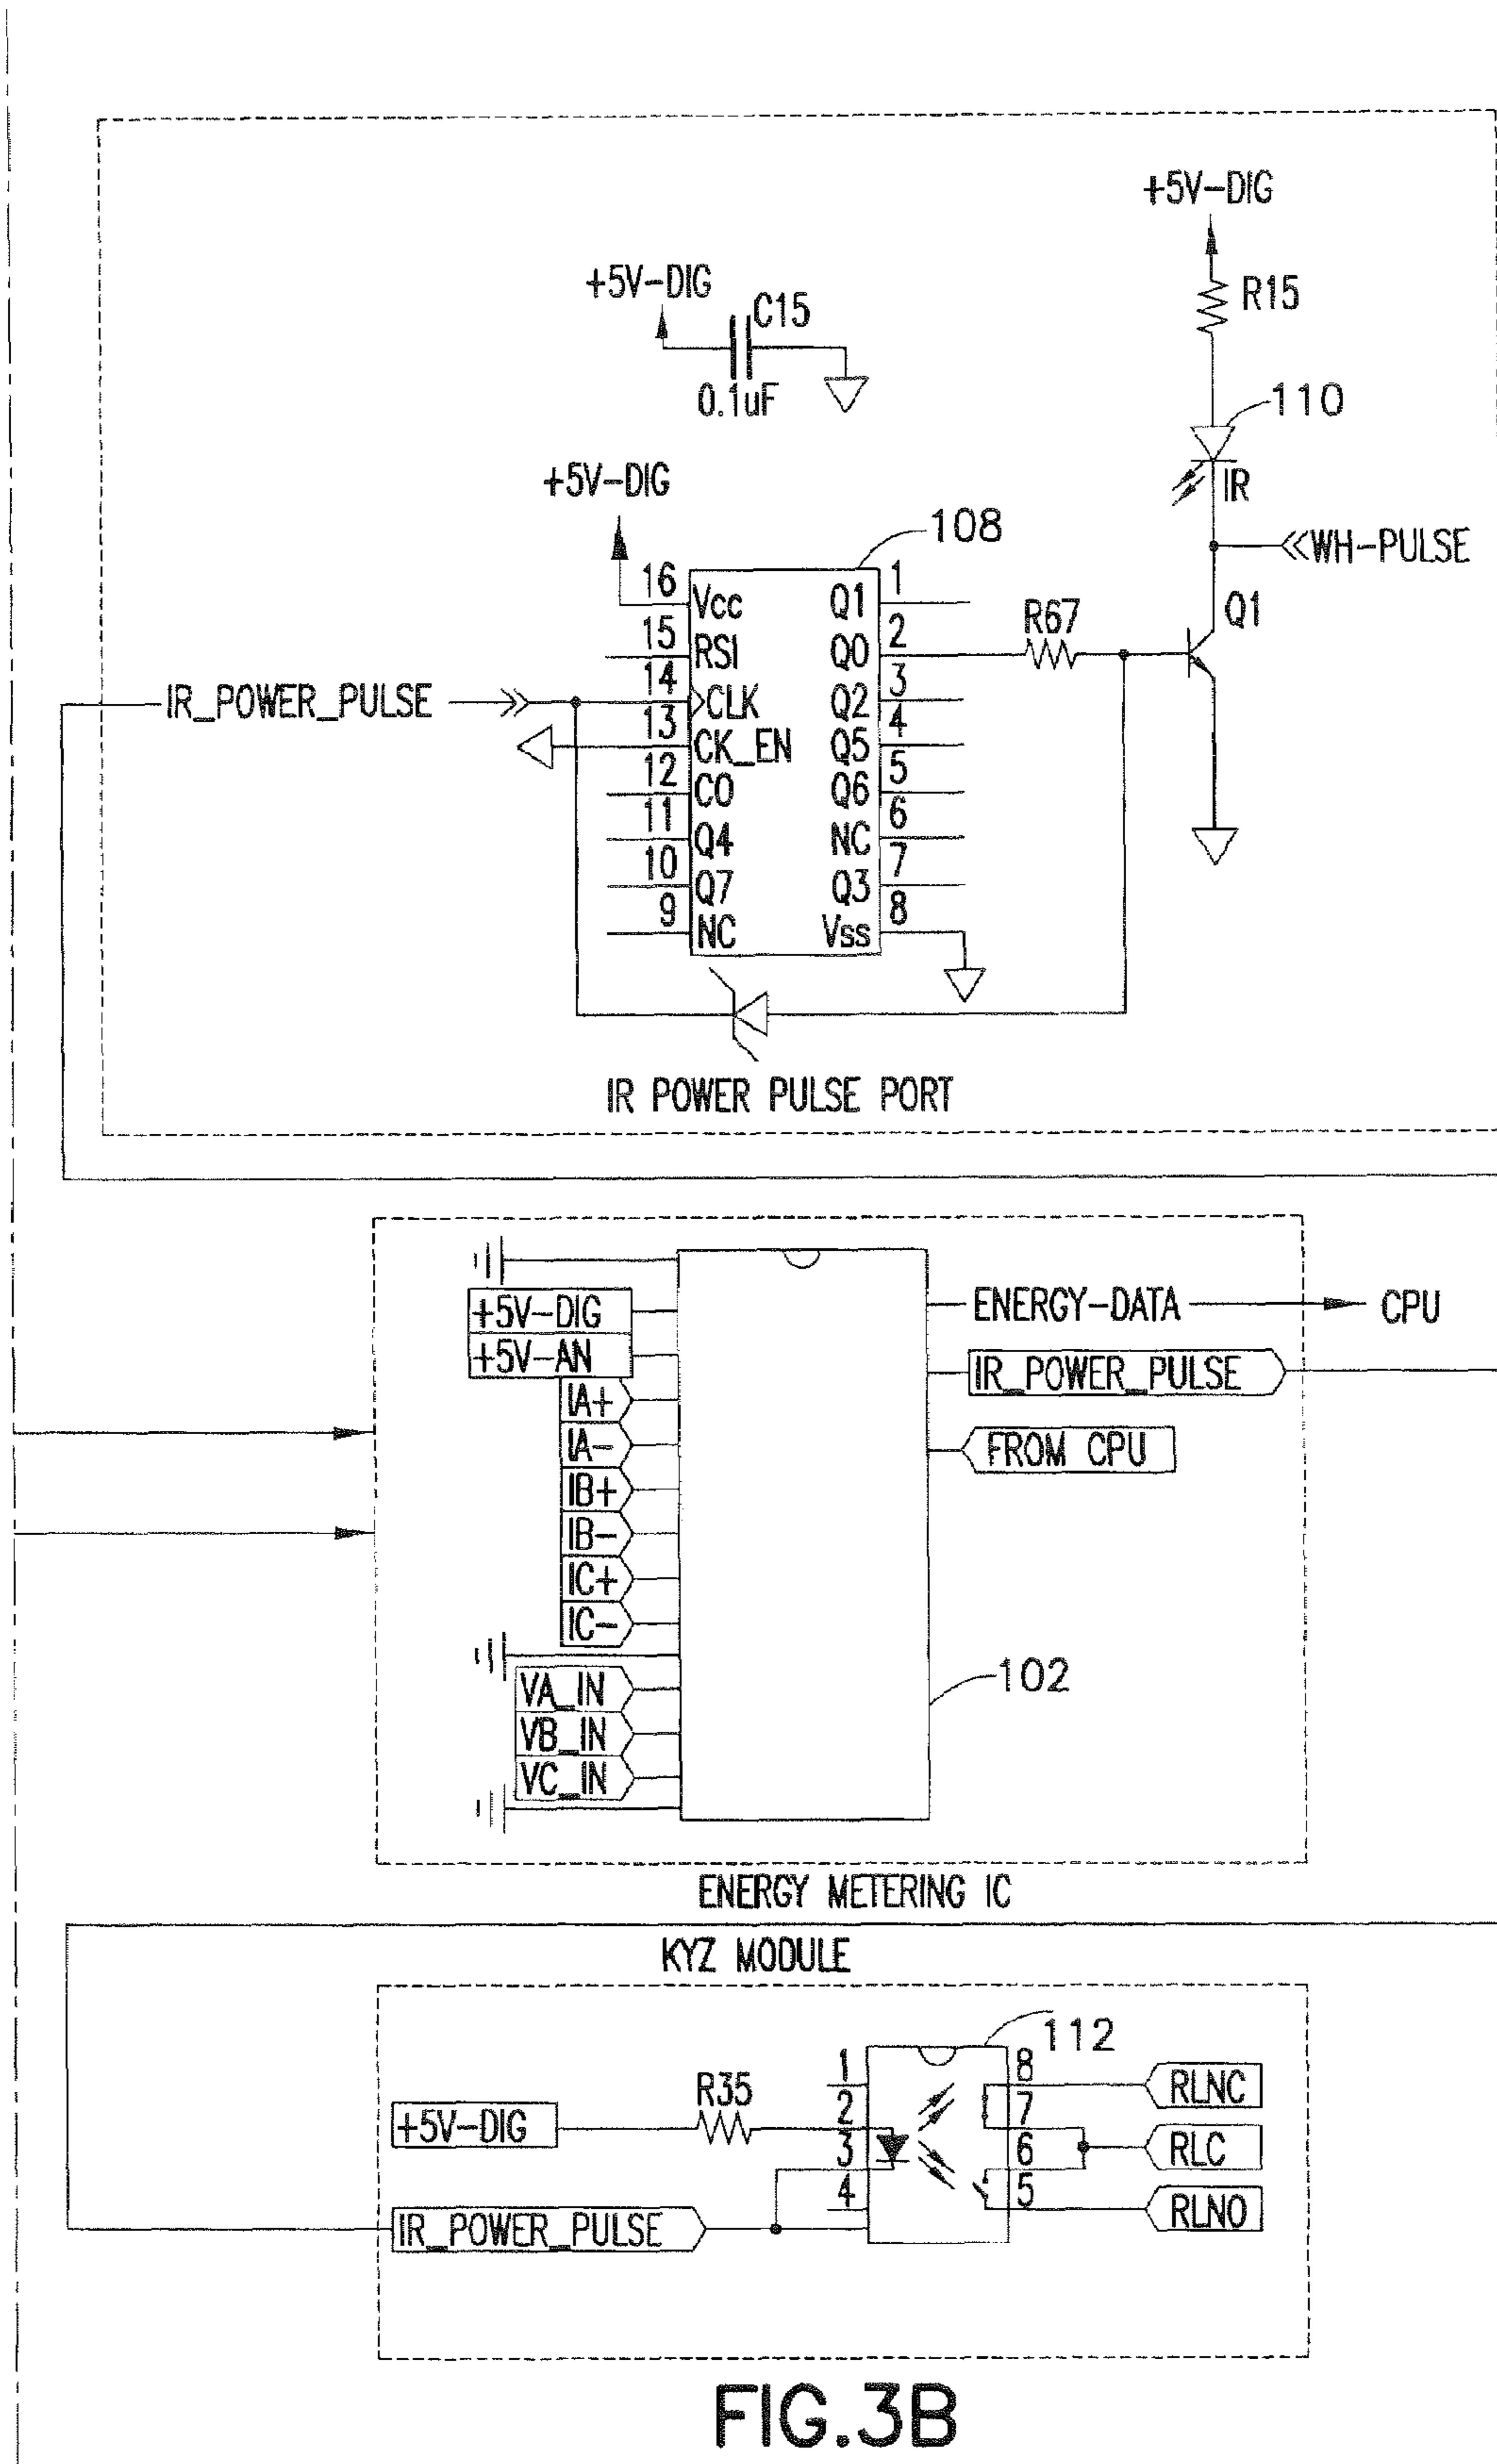 +5V-DIG
R15
+5V-DIG
C15
0.1uF
110
IR
+5V-DIG
108
WH-PULSE
16 Vcc Q1 1
15 RSI Q0 2
R67
Q1
14 CLK Q2 3
IR_POWER_PULSE
13 CK_EN Q5 4
12 CO Q6 5
11 Q4 NC 6
10 Q7 Q3 7
9 NC Vss 8
IR POWER PULSE PORT
+5V-DIG
ENERGY-DATA
CPU
+5V-AN
IR_POWER_PULSE
IA+
IA-
FROM CPU
IB+
IB-
IC+
IC-
VA_IN
102
VB_IN
VC_IN
ENERGY METERING IC
KYZ MODULE
112
1
8
RLNC
R35
+5V-DIG
2
7
3
6
RLC
4
5
RLNO
IR_POWER_PULSE
FIG.3B